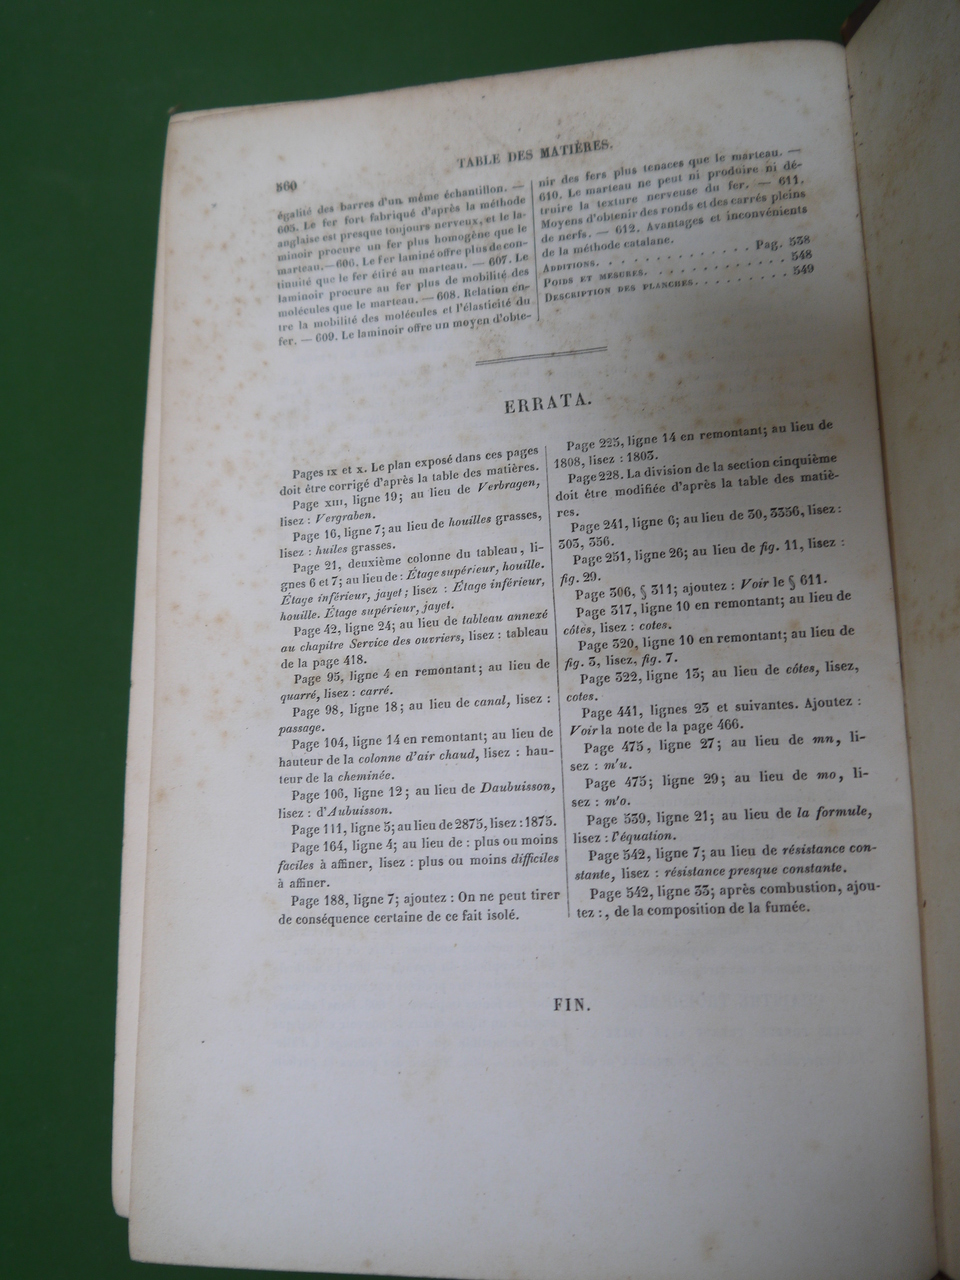 560
TABLE DES MATIÈRES.
égalité des barres d'un même échantillon. —
605. Le fer fort fabriqué d'après la méthode
anglaise est presque toujours nerveux, et le la-
minoir procure un fer plus homogène que le
marteau.—606. Le fer laminé offre plus de con-
tinuité que le fer étiré au marteau. — 607. Le
laminoir procure au fer plus de mobilité des
molécules que le marteau. — 608. Relation en-
tre la mobilité des molécules et l'élasticité du
fer. — 609. Le laminoir offre un moyen d'obte-
nir des fers plus tenaces que le marteau. —
610. Le marteau ne peut ni produire ni dé-
truire la texture nerveuse du fer. — 611.
Moyens d'obtenir des ronds et des carrés pleins
de nerfs. — 612. Avantages et inconvénients
de la méthode catalane.
ADDITIONS. . . . . . . . . . . . . Pag. 538
POIDS ET MESURES. . . . . . . . . . . . 548
DESCRIPTION DES PLANCHES. . . . . . . . . 549
ERRATA.
Pages IX et X. Le plan exposé dans ces pages
doit être corrigé d'après la table des matières.
Page XIII, ligne 19; au lieu de Verbragen,
lisez : Vergraben.
Page 16, ligne 7; au lieu de houilles grasses,
lisez : huiles grasses.
Page 21, deuxième colonne du tableau, li-
gnes 6 et 7; au lieu de : Étage supérieur, houille.
Étage inférieur, jayet; lisez : Étage inférieur,
houille. Étage supérieur, jayet.
Page 42, ligne 24; au lieu de tableau annexé
au chapitre Service des ouvriers, lisez : tableau
de la page 418.
Page 95, ligne 4 en remontant; au lieu de
quarré, lisez : carré.
Page 98, ligne 18; au lieu de canal, lisez :
passage.
Page 104, ligne 14 en remontant; au lieu de
hauteur de la colonne d'air chaud, lisez : hau-
teur de la cheminée.
Page 106, ligne 12; au lieu de Daubuisson,
lisez : d'Aubuisson.
Page 111, ligne 5; au lieu de 2875, lisez : 1875.
Page 164, ligne 4; au lieu de : plus ou moins
faciles à affiner, lisez : plus ou moins difficiles
à affiner.
Page 188, ligne 7; ajoutez : On ne peut tirer
de conséquence certaine de ce fait isolé.
Page 225, ligne 14 en remontant; au lieu de
1808, lisez : 1803.
Page 228. La division de la section cinquième
doit être modifiée d'après la table des matiè-
res.
Page 241, ligne 6; au lieu de 30, 3356, lisez :
303, 356.
Page 251, ligne 26; au lieu de fig. 11, lisez :
fig. 29.
Page 306, § 311; ajoutez : Voir le § 611.
Page 317, ligne 10 en remontant; au lieu de
côtes, lisez : cotes.
Page 320, ligne 10 en remontant; au lieu de
fig. 3, lisez, fig. 7.
Page 322, ligne 13; au lieu de côtes, lisez,
cotes.
Page 441, lignes 23 et suivantes. Ajoutez :
Voir la note de la page 466.
Page 475, ligne 27; au lieu de mn, li-
sez : m'u.
Page 475; ligne 29; au lieu de mo, li-
sez : m'o.
Page 539, ligne 21; au lieu de la formule,
lisez : l'équation.
Page 542, ligne 7; au lieu de résistance con-
stante, lisez : résistance presque constante.
Page 542, ligne 33; après combustion, ajou-
tez : , de la composition de la fumée.
FIN.